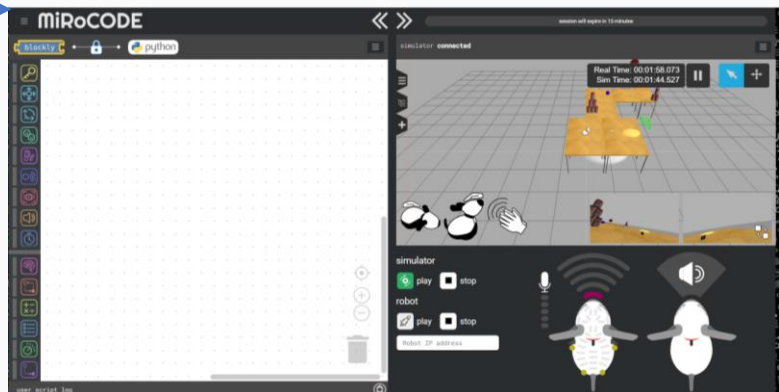 MiRoCODE
session will expire in 15 minutes
blockly
python
simulator connected
Real Time: 00:01:58.073
Sim Time: 00:01:44.527
simulator
play stop
robot
play stop
Robot IP address
user script log